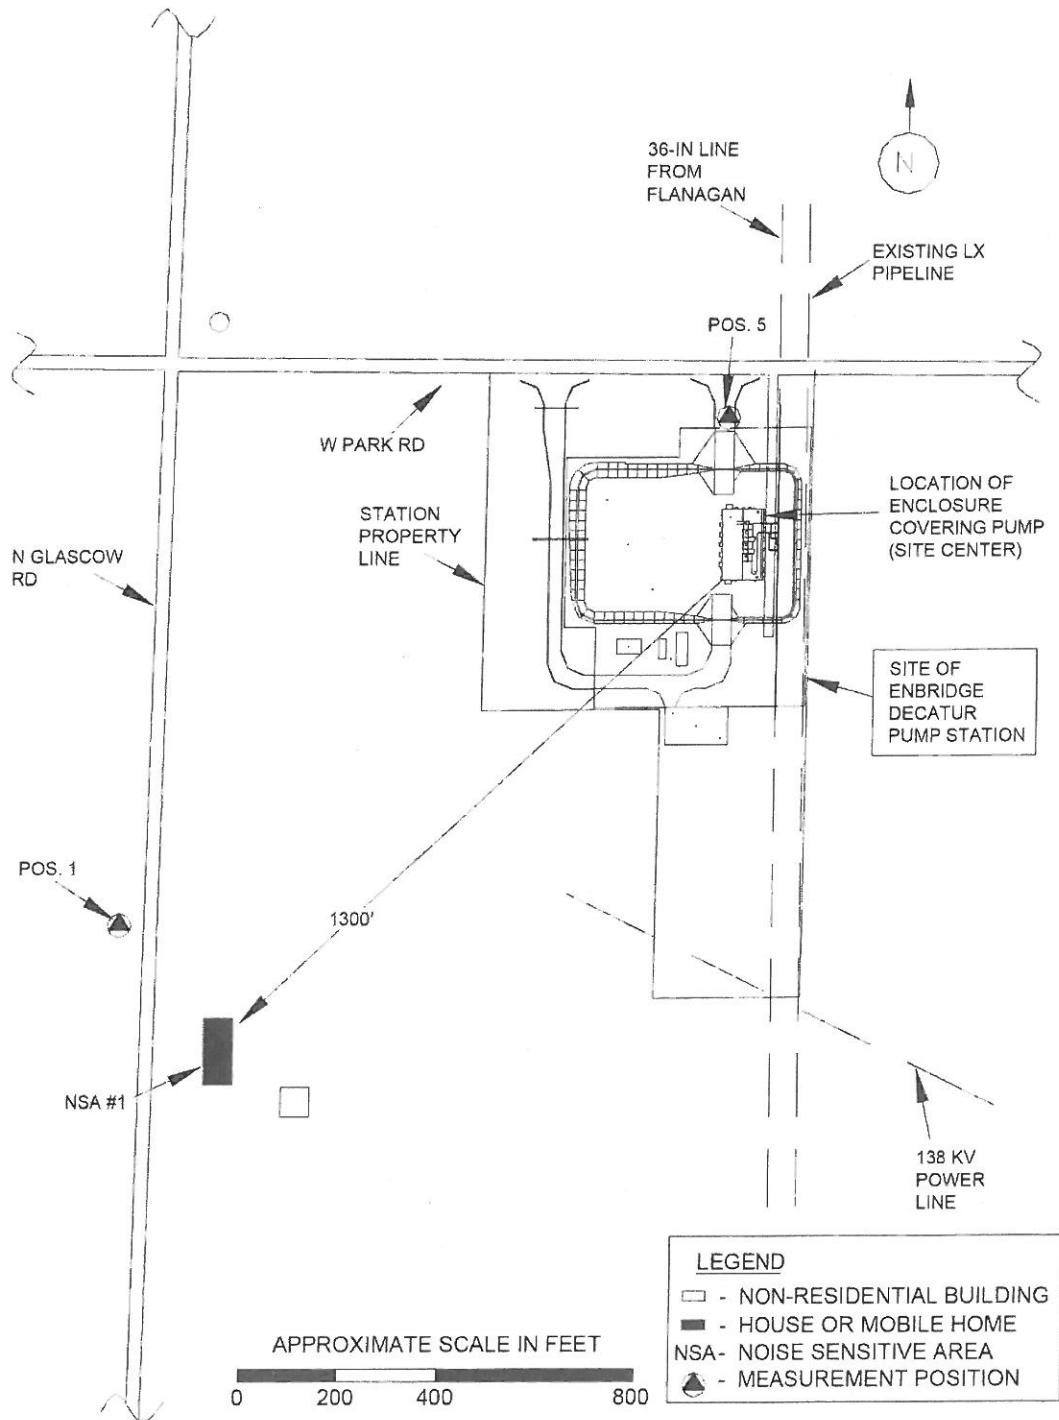 36-IN LINE
FROM
FLANAGAN
N
EXISTING LX
PIPELINE
POS. 5
W PARK RD
STATION
PROPERTY
LINE
LOCATION OF
ENCLOSURE
COVERING PUMP
(SITE CENTER)
N GLASCOW
RD
SITE OF
ENBRIDGE
DECATUR
PUMP STATION
POS. 1
1300'
NSA #1
138 KV
POWER
LINE
LEGEND
- NON-RESIDENTIAL BUILDING
- HOUSE OR MOBILE HOME
NSA- NOISE SENSITIVE AREA
- MEASUREMENT POSITION
APPROXIMATE SCALE IN FEET
0 200 400 800